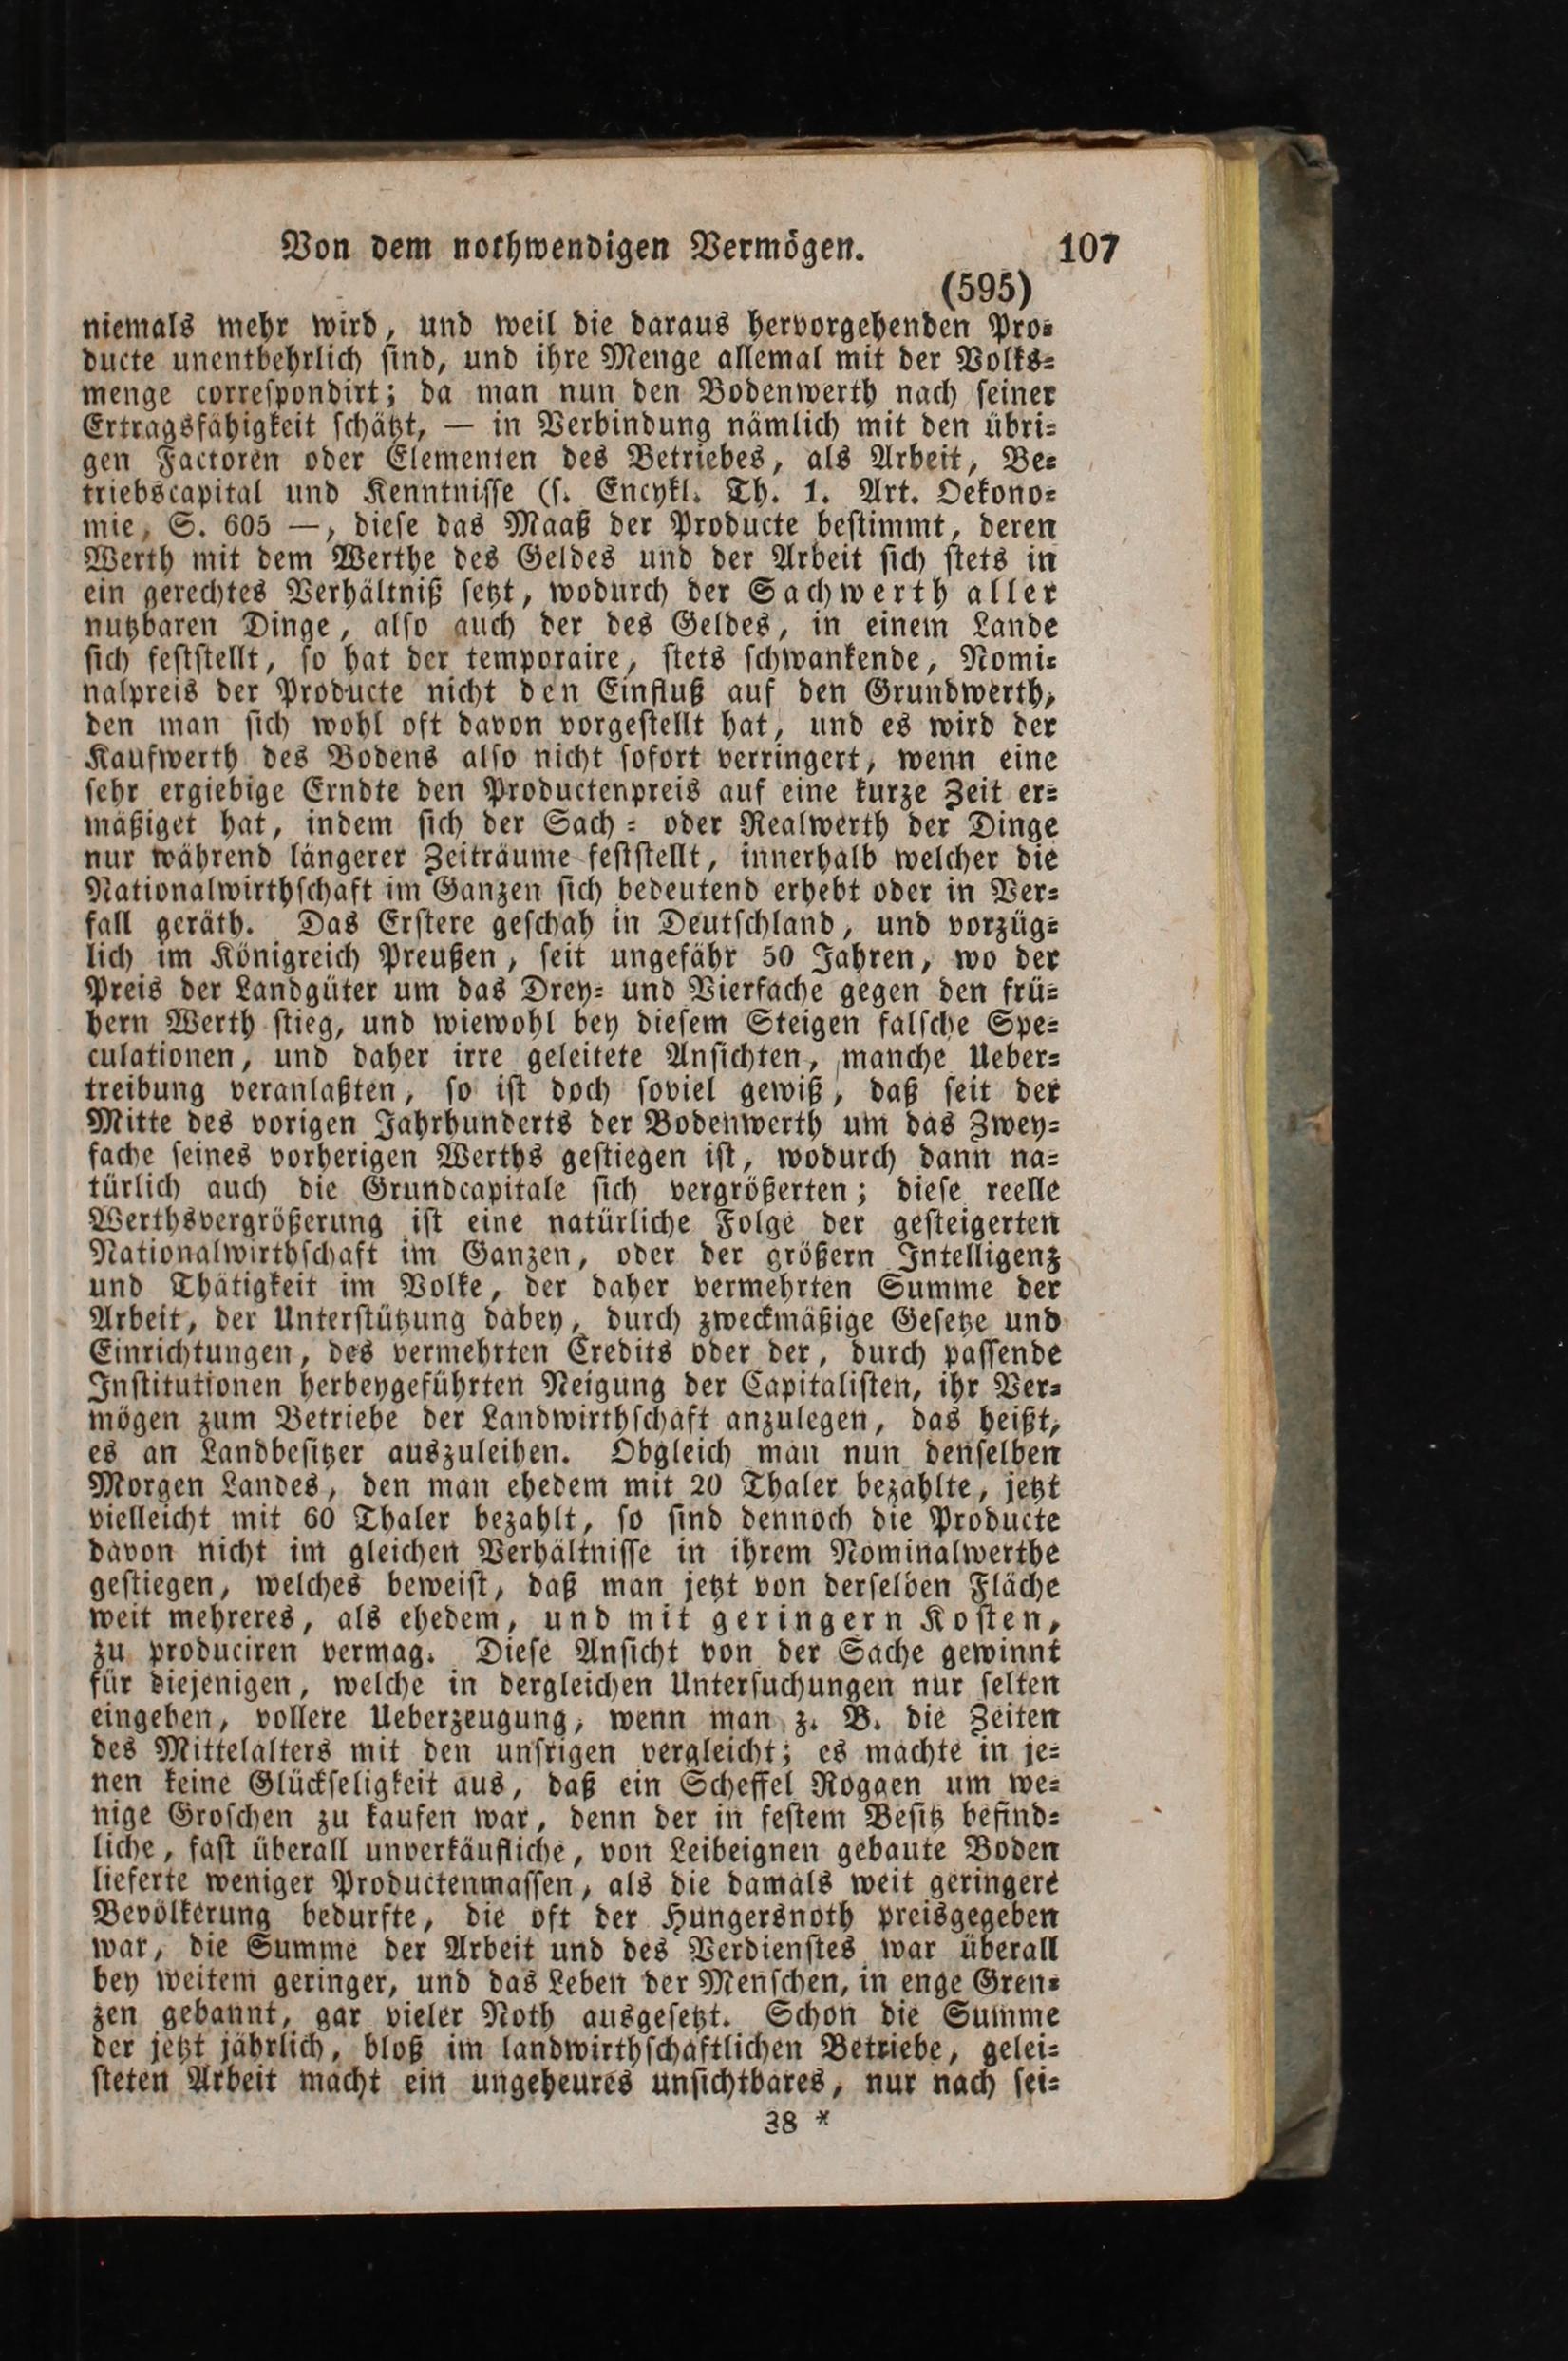 Von dem nothwendigen Vermögen. 107
(595)
niemals mehr wird, und weil die daraus hervorgehenden Pro⸗
ducte unentbehrlich ſind, und ihre Menge allemal mit der Volks⸗
menge correſpondirt; da man nun den Bodenwerth nach ſeiner
Ertragsfähigkeit ſchätzt, — in Verbindung nämlich mit den übri⸗
gen Factoren oder Elementen des Betriebes, als Arbeit, Be⸗
triebscapital und Kenntniſſe (ſ. Encykl. Th. 1. Art. Oekono⸗
mie, S. 605 —, dieſe das Maaß der Producte beſtimmt, deren
Werth mit dem Werthe des Geldes und der Arbeit ſich ſtets in
ein gerechtes Verhältniß ſetzt, wodurch der Sachwerth aller
nutzbaren Dinge, alſo auch der des Geldes, in einem Lande
ſich feſtſtellt, ſo hat der temporaire, ſtets ſchwankende, Nomi⸗
nalpreis der Producte nicht den Einfluß auf den Grundwerth,
den man ſich wohl oft davon vorgeſtellt hat, und es wird der
Kaufwerth des Bodens alſo nicht ſofort verringert, wenn eine
ſehr ergiebige Erndte den Productenpreis auf eine kurze Zeit er⸗
mäßiget hat, indem ſich der Sach⸗ oder Realwerth der Dinge
nur während längerer Zeiträume feſtſtellt, innerhalb welcher die
Nationalwirthſchaft im Ganzen ſich bedeutend erhebt oder in Ver⸗
fall geräth. Das Erſtere geſchah in Deutſchland, und vorzüg⸗
lich im Königreich Preußen, ſeit ungefähr 50 Jahren, wo der
Preis der Landgüter um das Drey⸗ und Vierfache gegen den frü⸗
hern Werth ſtieg, und wiewohl bey dieſem Steigen falſche Spe⸗
culationen, und daher irre geleitete Anſichten, manche Ueber⸗
treibung veranlaßten, ſo iſt doch ſoviel gewiß, daß ſeit der
Mitte des vorigen Jahrhunderts der Bodenwerth um das Zwey⸗
fache ſeines vorherigen Werths geſtiegen iſt, wodurch dann na⸗
türlich auch die Grundcapitale ſich vergrößerten; dieſe reelle
Werthsvergrößerung iſt eine natürliche Folge der geſteigerten
Nationalwirthſchaft im Ganzen, oder der größern Intelligenz
und Thätigkeit im Volke, der daher vermehrten Summe der
Arbeit, der Unterſtützung dabey, durch zweckmäßige Geſetze und
Einrichtungen, des vermehrten Credits oder der, durch paſſende
Inſtitutionen herbeygeführten Neigung der Capitaliſten, ihr Ver⸗
mögen zum Betriebe der Landwirthſchaft anzulegen, das heißt,
es an Landbeſitzer auszuleihen. Obgleich man nun denſelben
Morgen Landes, den man ehedem mit 20 Thaler bezahlte, jetzt
vielleicht mit 60 Thaler bezahlt, ſo ſind dennoch die Producte
davon nicht im gleichen Verhältniſſe in ihrem Nominalwerthe
geſtiegen, welches beweiſt, daß man jetzt von derſelben Fläche
weit mehreres, als ehedem, und mit geringern Koſten,
zu produciren vermag. Dieſe Anſicht von der Sache gewinnt
für diejenigen, welche in dergleichen Unterſuchungen nur ſelten
eingehen, vollere Ueberzeugung, wenn man z. B. die Zeiten
des Mittelalters mit den unſrigen vergleicht; es machte in je⸗
nen keine Glückſeligkeit aus, daß ein Scheffel Roggen um we⸗
nige Groſchen zu kaufen war, denn der in feſtem Beſitz befind⸗
liche, faſt überall unverkäufliche, von Leibeignen gebaute Boden
lieferte weniger Productenmaſſen, als die damals weit geringere
Bevölkerung bedurfte, die oft der Hungersnoth preisgegeben
war, die Summe der Arbeit und des Verdienſtes war überall
bey weitem geringer, und das Leben der Menſchen, in enge Gren⸗
zen gebannt, gar vieler Noth ausgeſetzt. Schon die Summe
der jetzt jährlich, bloß im landwirthſchaftlichen Betriebe, gelei⸗
ſteten Arbeit macht ein ungeheures unſichtbares, nur nach ſei⸗
38 *